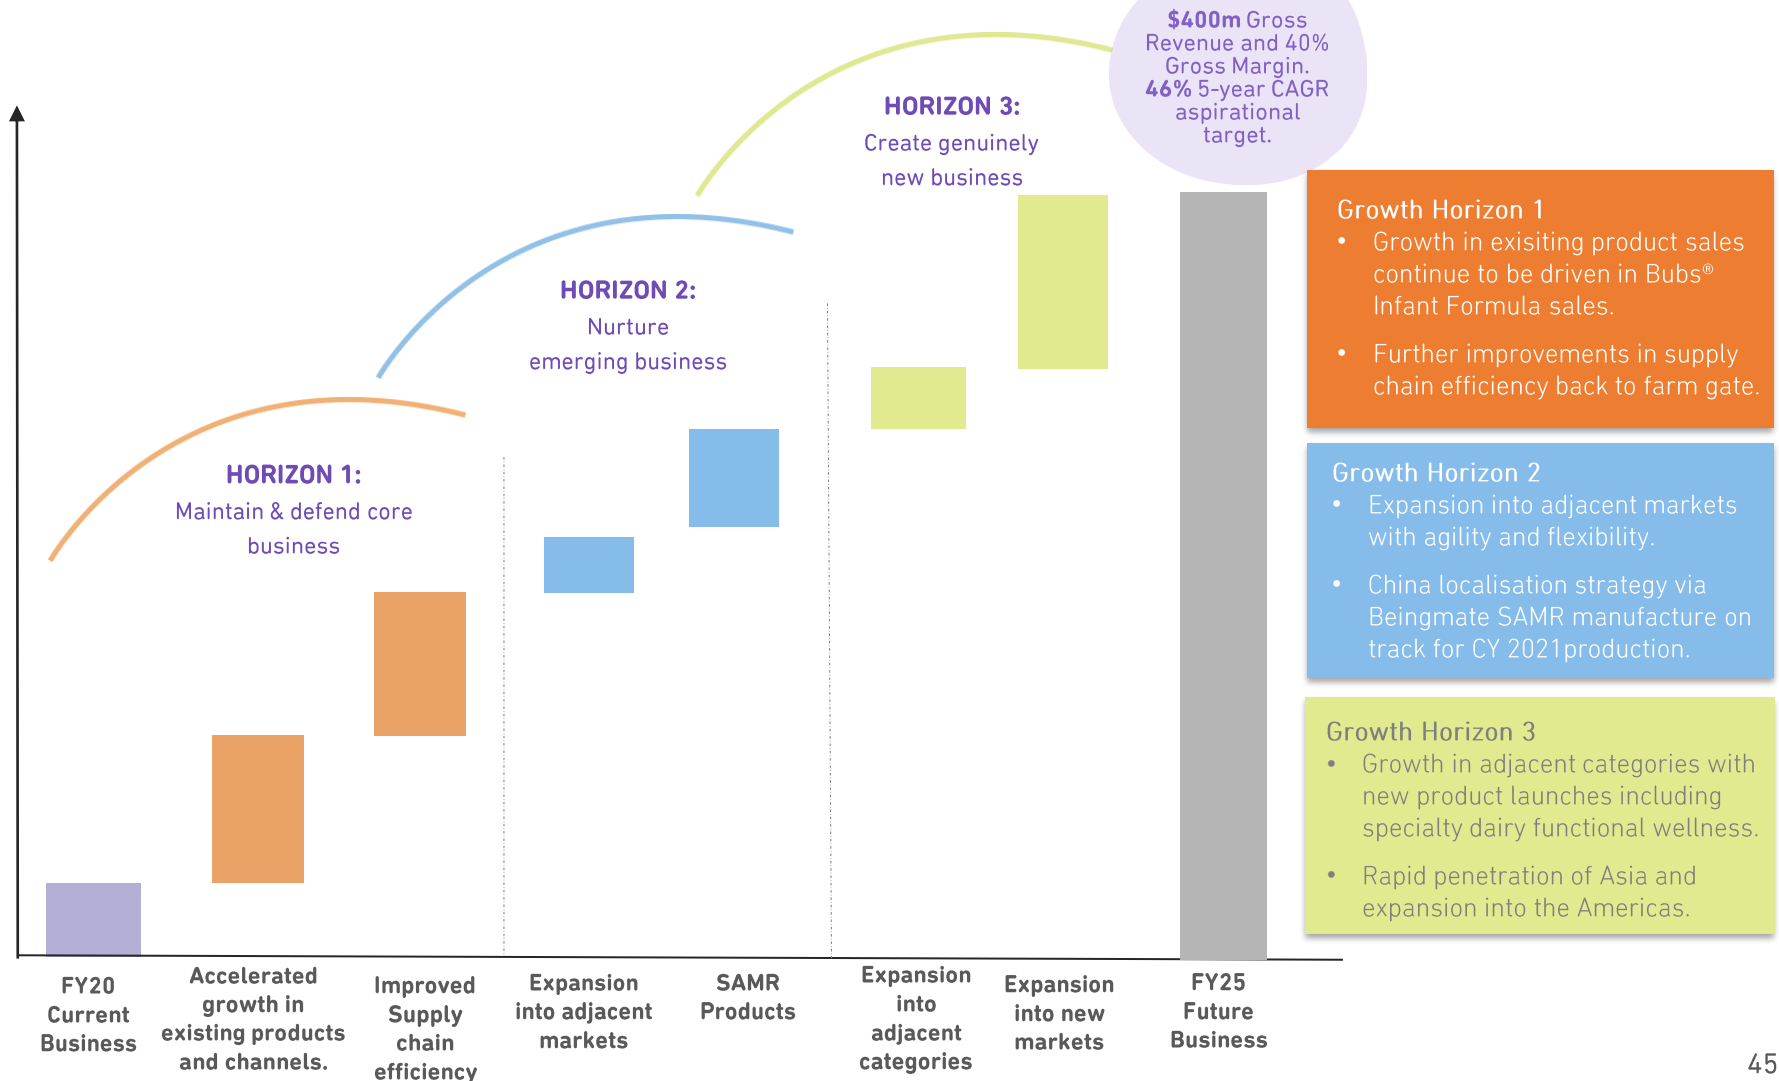 $400m Gross
Revenue and 40%
Gross Margin.
46% 5-year CAGR
aspirational
target.
HORIZON 3:
Create genuinely
new business
HORIZON 2:
Nurture
emerging business
HORIZON 1:
Maintain & defend core
business
Growth Horizon 1
• Growth in exisiting product sales
continue to be driven in Bubs®
Infant Formula sales.
• Further improvements in supply
chain efficiency back to farm gate.
Growth Horizon 2
• Expansion into adjacent markets
with agility and flexibility.
• China localisation strategy via
Beingmate SAMR manufacture on
track for CY 2021production.
Growth Horizon 3
• Growth in adjacent categories with
new product launches including
specialty dairy functional wellness.
• Rapid penetration of Asia and
expansion into the Americas.
FY20
Current
Business
Accelerated
growth in
existing products
and channels.
Improved
Supply
chain
efficiency
Expansion
into adjacent
markets
SAMR
Products
Expansion
into
adjacent
categories
Expansion
into new
markets
FY25
Future
Business
45